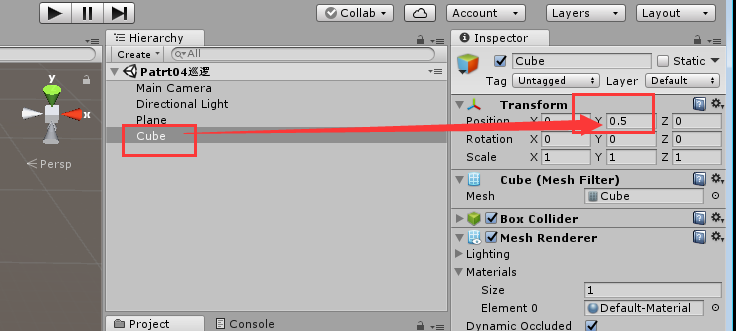 Collab
Account
Layers
Layout
Hierarchy
Inspector
Create
All
Cube
Static
Patrt04巡逻
Tag Untagged Layer Default
Main Camera
Directional Light
Plane
Cube
y
x
Persp
Transform
Position X 0 Y 0.5 Z 0
Rotation X 0 Y 0 Z 0
Scale X 1 Y 1 Z 1
Cube (Mesh Filter)
Mesh Cube
Box Collider
Mesh Renderer
Lighting
Materials
Size 1
Element 0 Default-Material
Dynamic Occluded
Project
Console